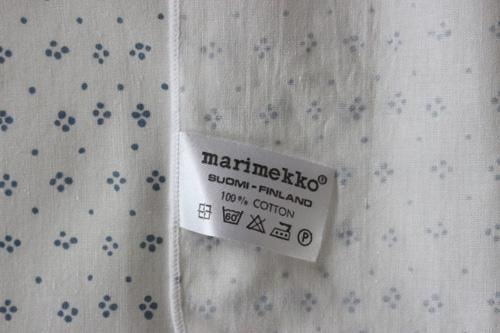 marimekko®
SUOMI - FINLAND
100% COTTON
60 P